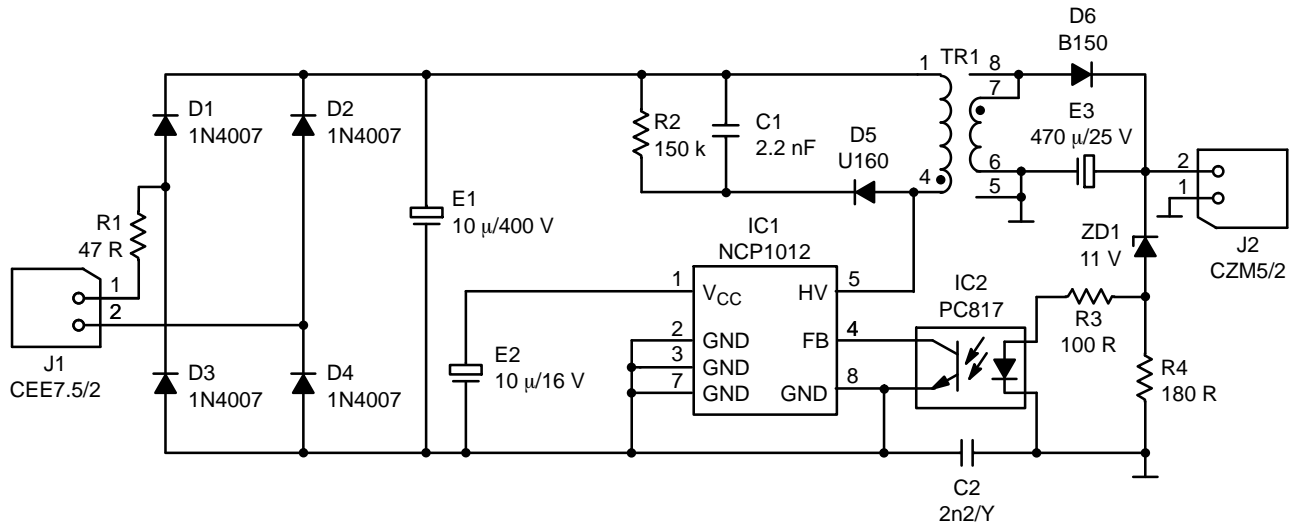 D6
B150
TR1
1
8
7
D1
1N4007
D2
1N4007
R2
150 k
C1
2.2 nF
D5
U160
E3
470 μ/25 V
4
6
5
2
1
R1
47 R
E1
10 μ/400 V
IC1
NCP1012
ZD1
11 V
J2
CZM5/2
1
2
J1
CEE7.5/2
1
VCC
HV
5
IC2
PC817
R3
100 R
2
GND
FB
4
3
GND
7
GND
GND
8
E2
10 μ/16 V
D3
1N4007
D4
1N4007
R4
180 R
C2
2n2/Y